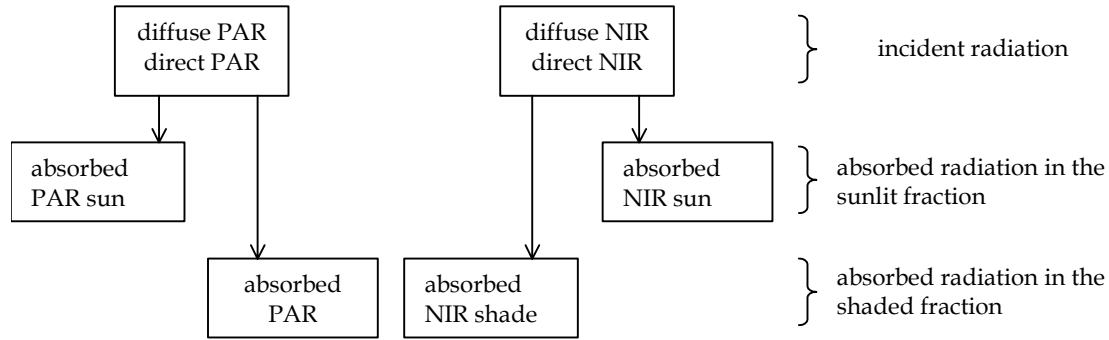 diffuse PAR
direct PAR
diffuse NIR
direct NIR
incident radiation
absorbed
PAR sun
absorbed
NIR sun
absorbed radiation in the
sunlit fraction
absorbed
PAR
absorbed
NIR shade
absorbed radiation in the
shaded fraction